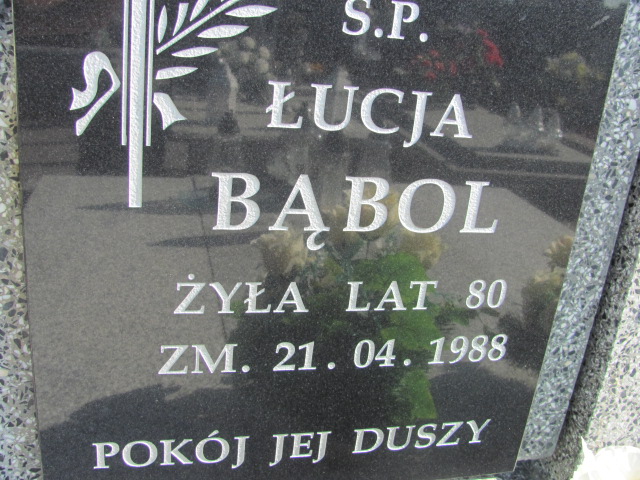 Ś.P.
ŁUCJA
BĄBOL
ŻYŁA LAT 80
ZM. 21. 04. 1988
POKÓJ JEJ DUSZY